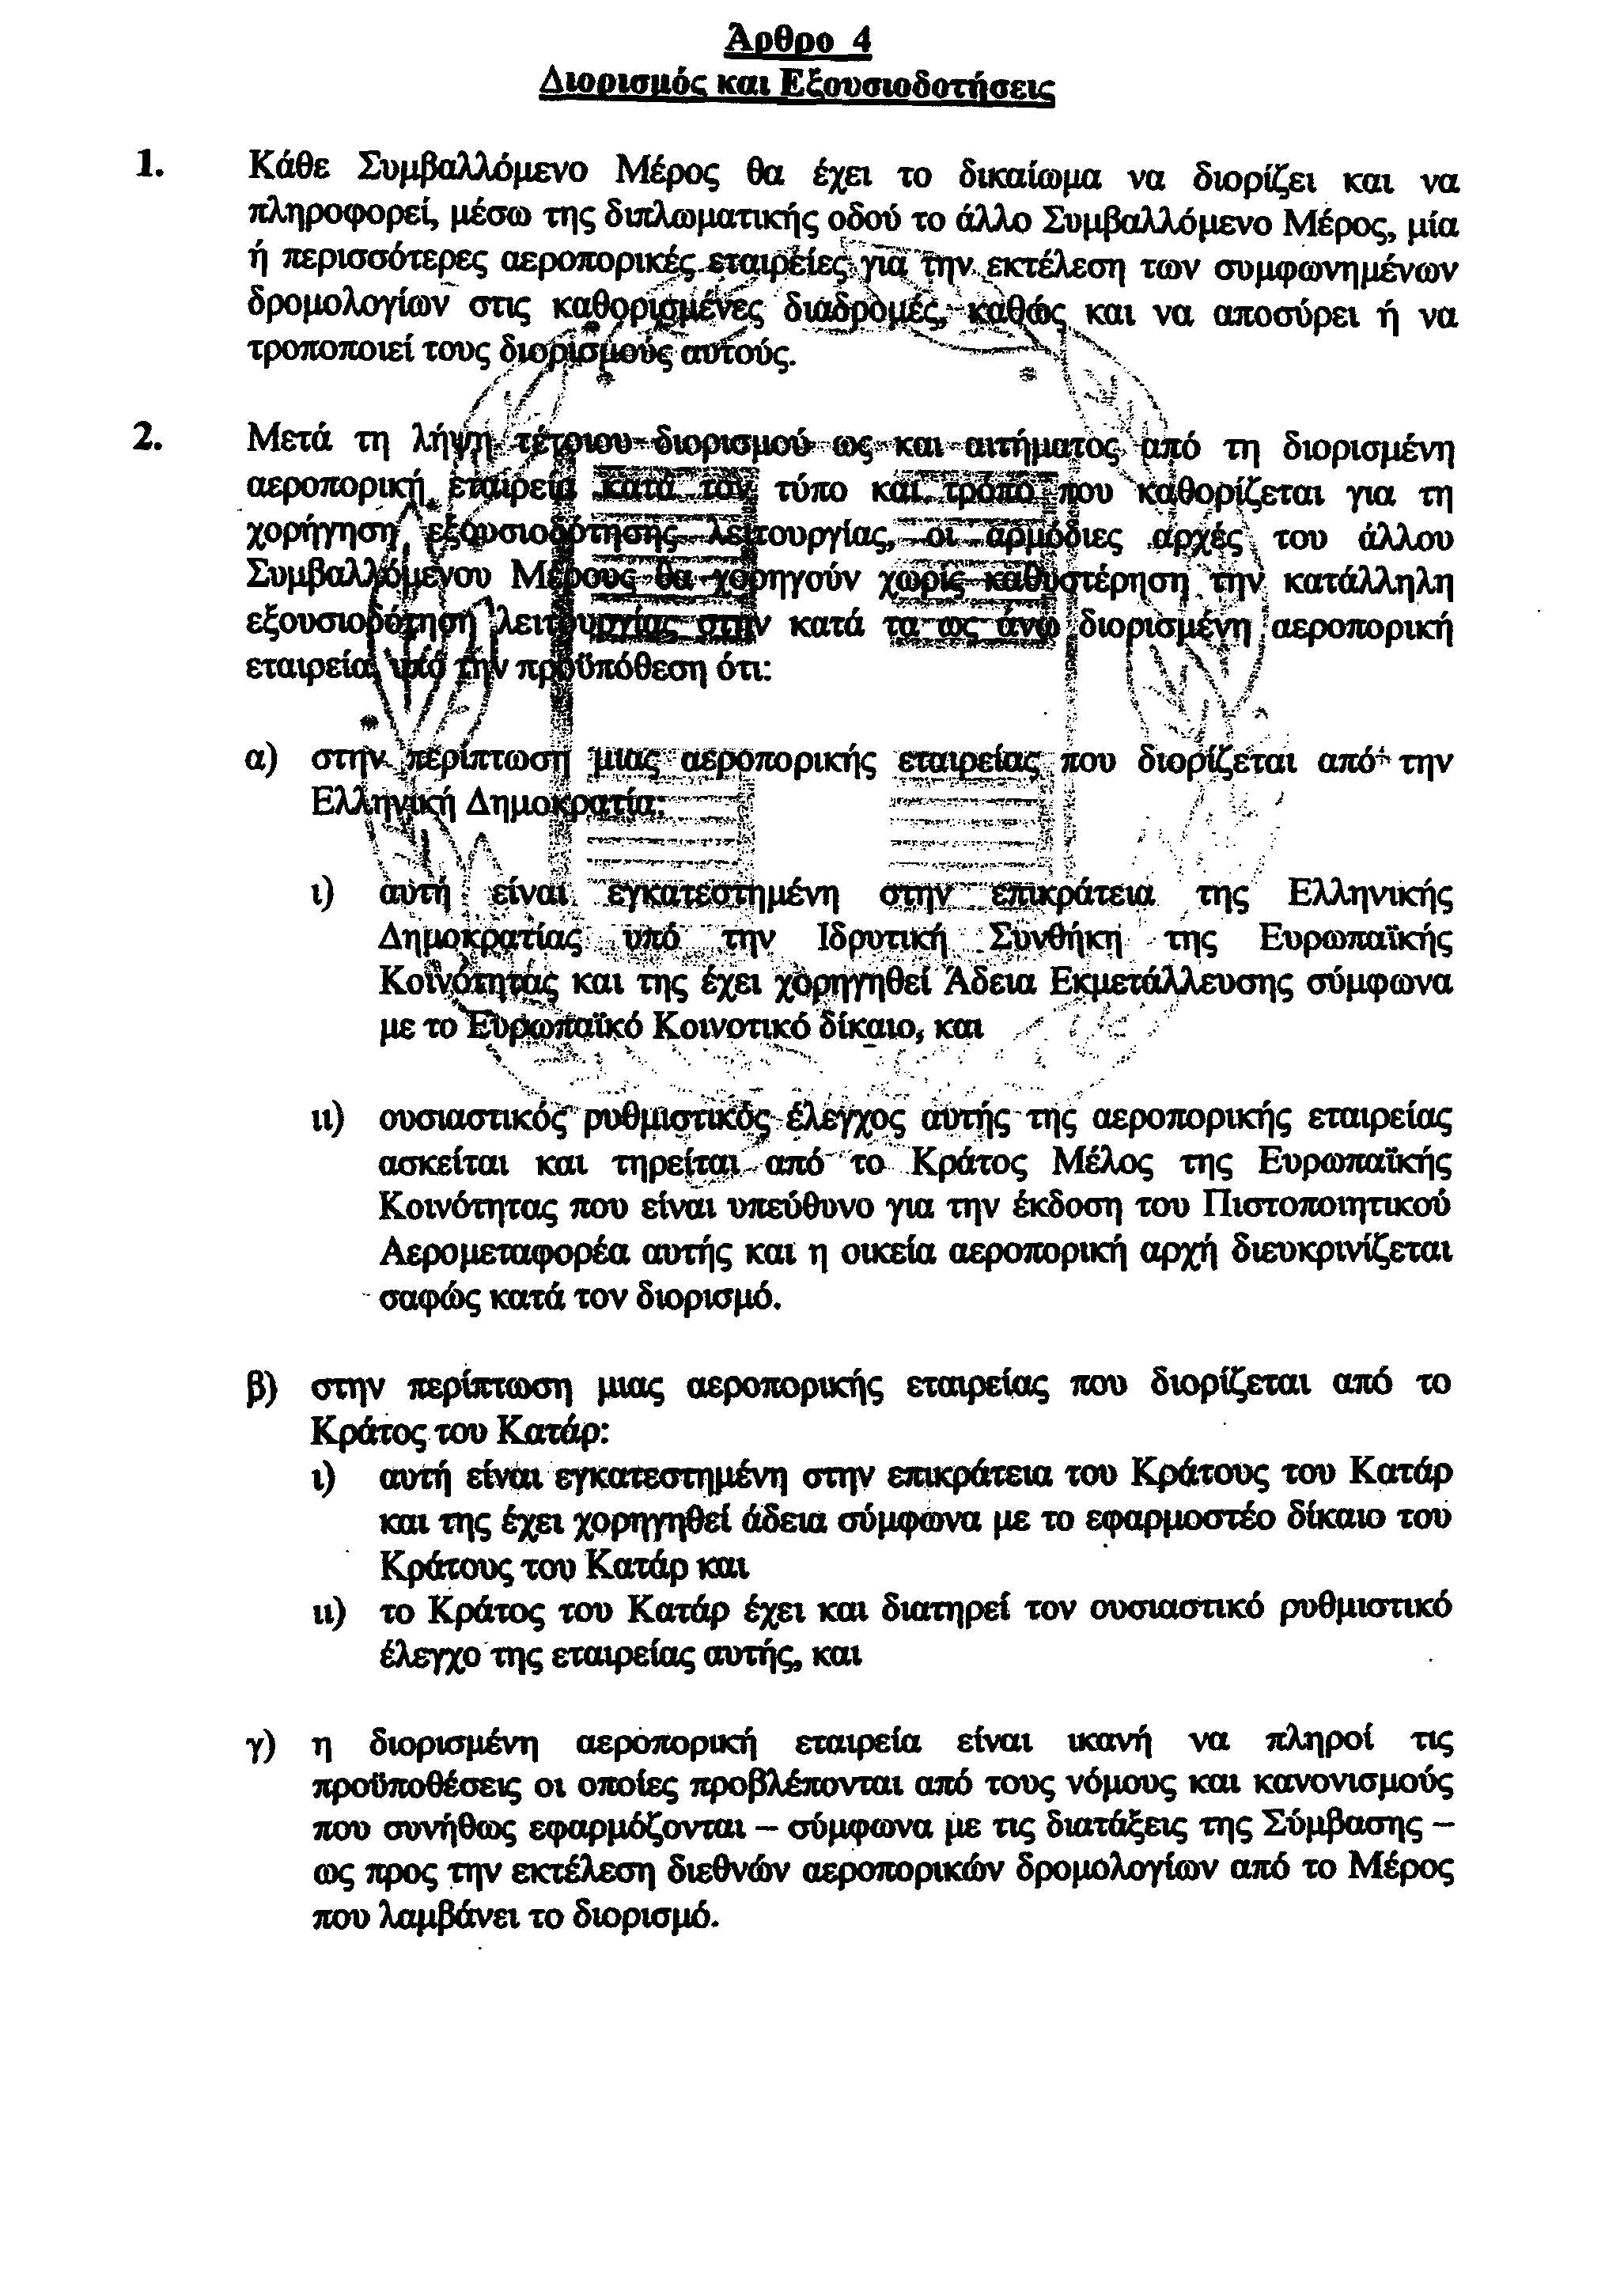 Άρθρο 4
Διορισμός και Εξουσιοδοτήσεις
1. Κάθε Συμβαλλόμενο Μέρος θα έχει το δικαίωμα να διορίζει και να
πληροφορεί, μέσω της διπλωματικής οδού το άλλο Συμβαλλόμενο Μέρος, μία
ή περισσότερες αεροπορικές εταιρείες για την εκτέλεση των συμφωνημένων
δρομολογίων στις καθορισμένες διαδρομές, καθώς και να αποσύρει ή να
τροποποιεί τους διορισμούς αυτούς.
2. Μετά τη λήψη τέτοιου διορισμού ως και αιτήματος από τη διορισμένη
αεροπορική εταιρεία κατά τον τύπο και τρόπο που καθορίζεται για τη
χορήγηση εξουσιοδότησης λειτουργίας, οι αρμόδιες αρχές του άλλου
Συμβαλλόμενου Μέρους θα χορηγούν χωρίς καθυστέρηση την κατάλληλη
εξουσιοδότηση λειτουργίας στην κατά τα ως άνω διορισμένη αεροπορική
εταιρεία, υπό την προϋπόθεση ότι:
α) στην περίπτωση μιας αεροπορικής εταιρείας που διορίζεται από την
Ελληνική Δημοκρατία:
ι) αυτή είναι εγκατεστημένη στην επικράτεια της Ελληνικής
Δημοκρατίας υπό την Ιδρυτική Συνθήκη της Ευρωπαϊκής
Κοινότητας και της έχει χορηγηθεί Άδεια Εκμετάλλευσης σύμφωνα
με το Ευρωπαϊκό Κοινοτικό δίκαιο, και
ιι) ουσιαστικός ρυθμιστικός έλεγχος αυτής της αεροπορικής εταιρείας
ασκείται και τηρείται από το Κράτος Μέλος της Ευρωπαϊκής
Κοινότητας που είναι υπεύθυνο για την έκδοση του Πιστοποιητικού
Αερομεταφορέα αυτής και η οικεία αεροπορική αρχή διευκρινίζεται
σαφώς κατά τον διορισμό.
β) στην περίπτωση μιας αεροπορικής εταιρείας που διορίζεται από το
Κράτος του Κατάρ:
ι) αυτή είναι εγκατεστημένη στην επικράτεια του Κράτους του Κατάρ
και της έχει χορηγηθεί άδεια σύμφωνα με το εφαρμοστέο δίκαιο του
Κράτους του Κατάρ και
ιι) το Κράτος του Κατάρ έχει και διατηρεί τον ουσιαστικό ρυθμιστικό
έλεγχο της εταιρείας αυτής, και
γ) η διορισμένη αεροπορική εταιρεία είναι ικανή να πληροί τις
προϋποθέσεις οι οποίες προβλέπονται από τους νόμους και κανονισμούς
που συνήθως εφαρμόζονται – σύμφωνα με τις διατάξεις της Σύμβασης –
ως προς την εκτέλεση διεθνών αεροπορικών δρομολογίων από το Μέρος
που λαμβάνει το διορισμό.